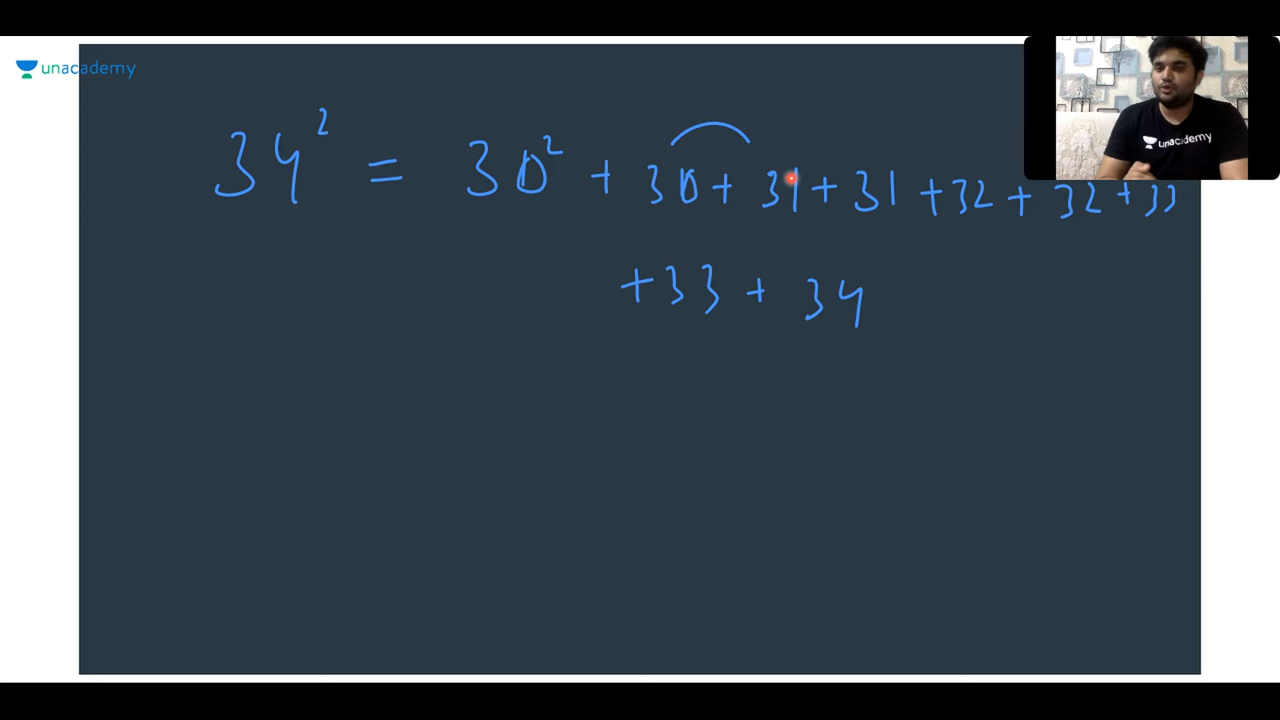 unacademy
unacademy
34² = 30² + 30 + 31 + 31 + 32 + 32 + 33
+33 + 34